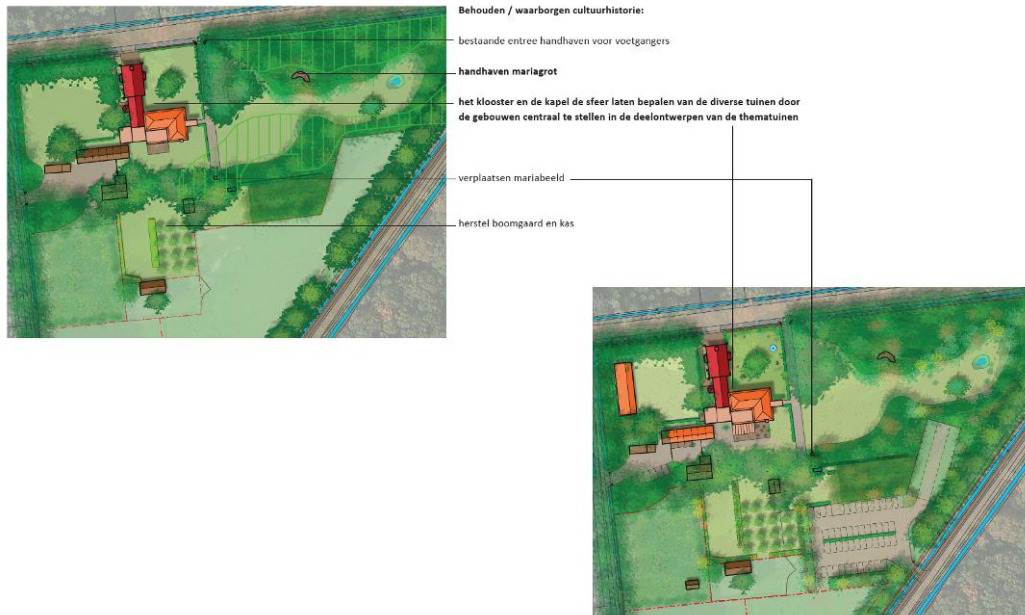 Behouden / waarborgen cultuurhistorie:
bestaande entree handhaven voor voetgangers
handhaven mariagrot
het klooster en de kapel de sfeer laten bepalen van de diverse tuinen door
de gebouwen centraal te stellen in de deelontwerpen van de thematuinen
verplaatsen mariabeeld
herstel boomgaard en kas